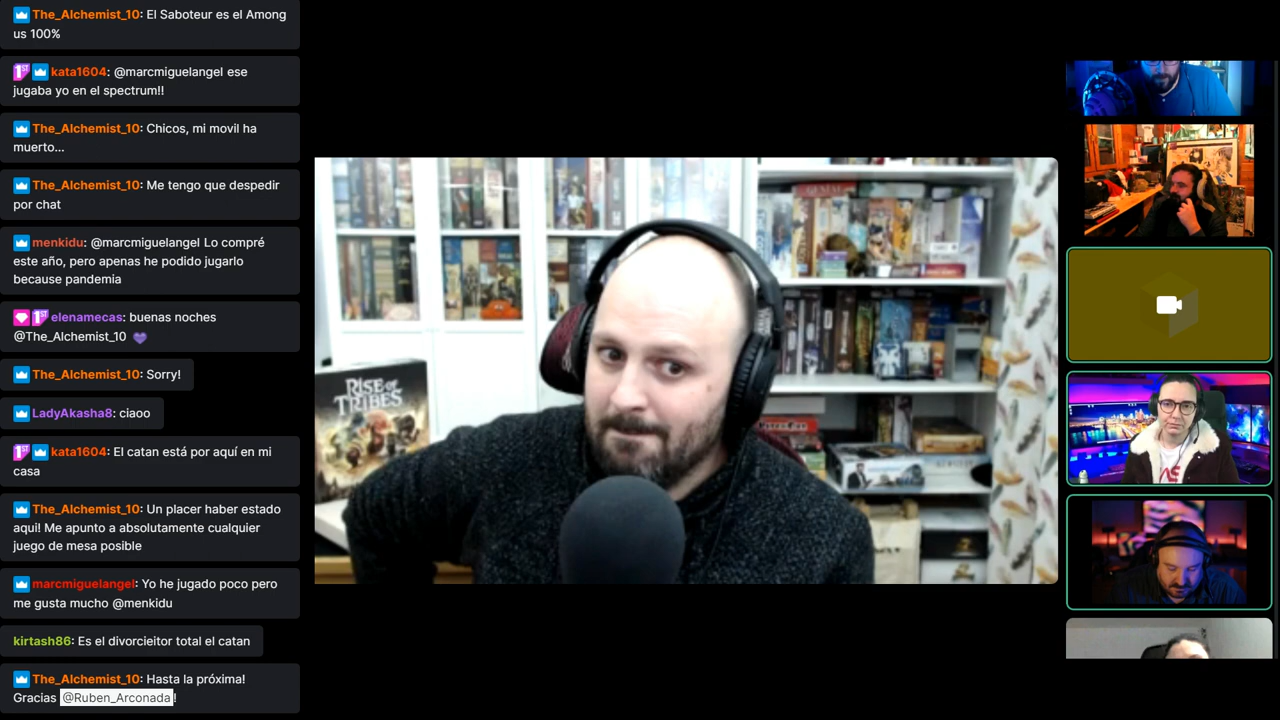 The_Alchemist_10: El Saboteur es el Among
us 100%
kata1604: @marcmiguelangel ese
jugaba yo en el spectrum!!
The_Alchemist_10: Chicos, mi movil ha
muerto...
The_Alchemist_10: Me tengo que despedir
por chat
menkidu: @marcmiguelangel Lo compré
este año, pero apenas he podido jugarlo
because pandemia
elenamecas: buenas noches
@The_Alchemist_10 💜
The_Alchemist_10: Sorry!
LadyAkasha8: ciaoo
kata1604: El catan está por aquí en mi
casa
The_Alchemist_10: Un placer haber estado
aqui! Me apunto a absolutamente cualquier
juego de mesa posible
marcmiguelangel: Yo he jugado poco pero
me gusta mucho @menkidu
kirtash86: Es el divorcieitor total el catan
The_Alchemist_10: Hasta la próxima!
Gracias @Ruben_Arconada!
RISE OF
TRIBES